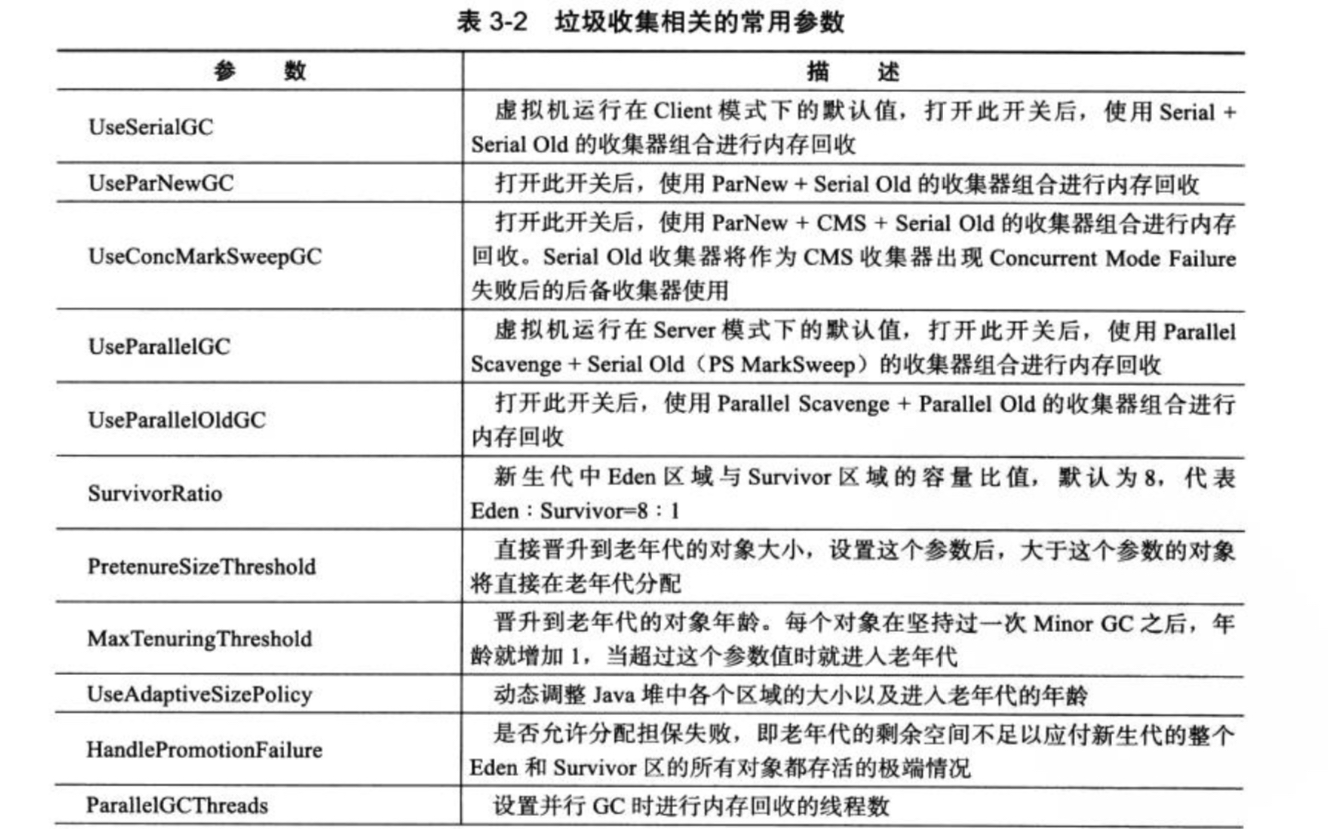 表 3-2 垃圾收集相关的常用参数
参 数 描 述
UseSerialGC
虚拟机运行在 Client 模式下的默认值，打开此开关后，使用 Serial +
Serial Old 的收集器组合进行内存回收
UseParNewGC
打开此开关后，使用 ParNew + Serial Old 的收集器组合进行内存回收
UseConcMarkSweepGC
打开此开关后，使用 ParNew + CMS + Serial Old 的收集器组合进行内存
回收。Serial Old 收集器将作为 CMS 收集器出现 Concurrent Mode Failure
失败后的后备收集器使用
UseParallelGC
虚拟机运行在 Server 模式下的默认值，打开此开关后，使用 Parallel
Scavenge + Serial Old（PS MarkSweep）的收集器组合进行内存回收
UseParallelOldGC
打开此开关后，使用 Parallel Scavenge + Parallel Old 的收集器组合进行
内存回收
SurvivorRatio
新生代中 Eden 区域与 Survivor 区域的容量比值，默认为 8，代表
Eden：Survivor=8：1
PretenureSizeThreshold
直接晋升到老年代的对象大小，设置这个参数后，大于这个参数的对象
将直接在老年代分配
MaxTenuringThreshold
晋升到老年代的对象年龄。每个对象在坚持过一次 Minor GC 之后，年
龄就增加 1，当超过这个参数值时就进入老年代
UseAdaptiveSizePolicy
动态调整 Java 堆中各个区域的大小以及进入老年代的年龄
HandlePromotionFailure
是否允许分配担保失败，即老年代的剩余空间不足以应付新生代的整个
Eden 和 Survivor 区的所有对象都存活的极端情况
ParallelGCThreads
设置并行 GC 时进行内存回收的线程数